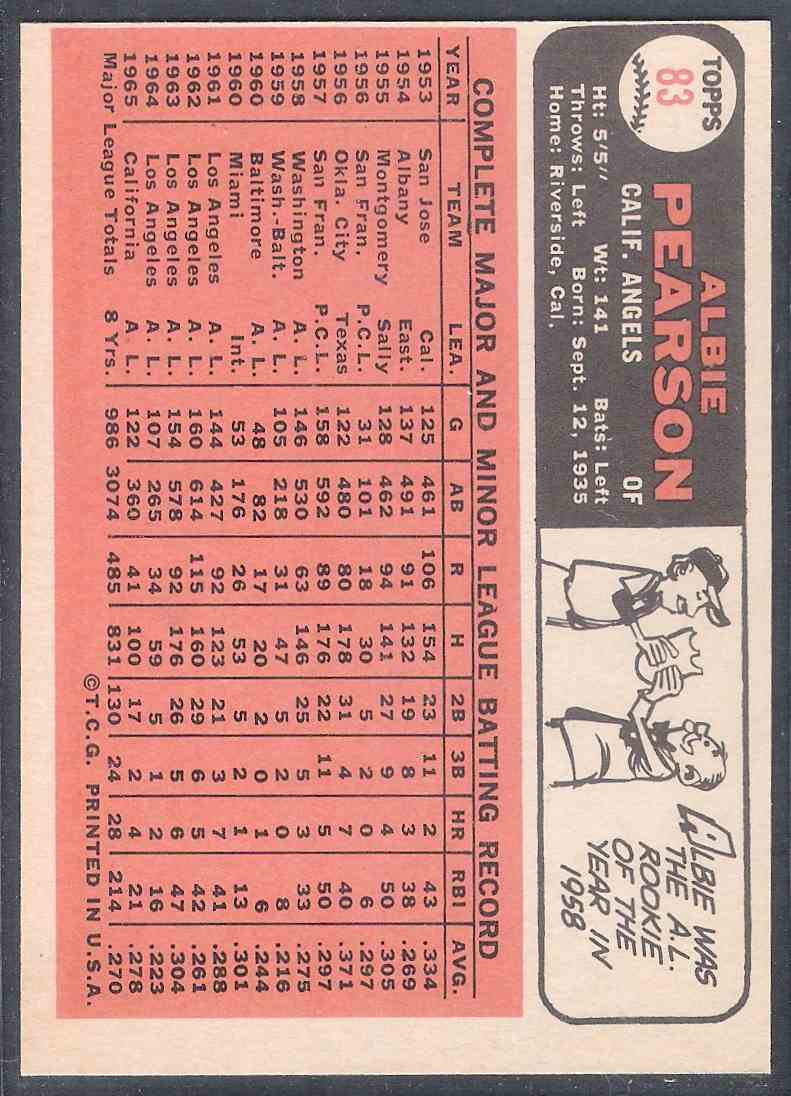 TOPPS
83
ALBIE
PEARSON
CALIF. ANGELS OF
Ht: 5'5" Wt: 141 Bats: Left
Throws: Left Born: Sept. 12, 1935
Home: Riverside, Cal.
ALBIE WAS
THE A.L.
ROOKIE
OF THE
YEAR IN
1958
COMPLETE MAJOR AND MINOR LEAGUE BATTING RECORD
YEAR TEAM LEA. G AB R H 2B 3B HR RBI AVG.
1953 San Jose Cal. 125 461 106 154 23 11 2 43 .334
1954 Albany East. 137 491 91 132 19 8 3 38 .269
1955 Montgomery Sally 128 462 94 141 27 9 4 50 .305
1956 San Fran. P.C.L. 31 101 18 30 5 2 0 6 .297
1956 Okla. City Texas 122 480 80 178 31 4 7 40 .371
1957 San Fran. P.C.L. 158 592 89 176 22 11 5 50 .297
1958 Washington A. L. 146 530 63 146 25 5 3 33 .275
1959 Wash.-Balt. A. L. 105 218 31 47 5 2 0 8 .216
1960 Baltimore A. L. 48 82 17 20 2 0 1 6 .244
1960 Miami Int. 53 176 26 53 5 2 1 13 .301
1961 Los Angeles A. L. 144 427 92 123 21 3 7 41 .288
1962 Los Angeles A. L. 160 614 115 160 29 6 5 42 .261
1963 Los Angeles A. L. 154 578 92 176 26 5 6 47 .304
1964 Los Angeles A. L. 107 265 34 59 5 1 2 16 .223
1965 California A. L. 122 360 41 100 17 2 4 21 .278
Major League Totals 8 Yrs. 986 3074 485 831 130 24 28 214 .270
©T.C.G. PRINTED IN U.S.A.